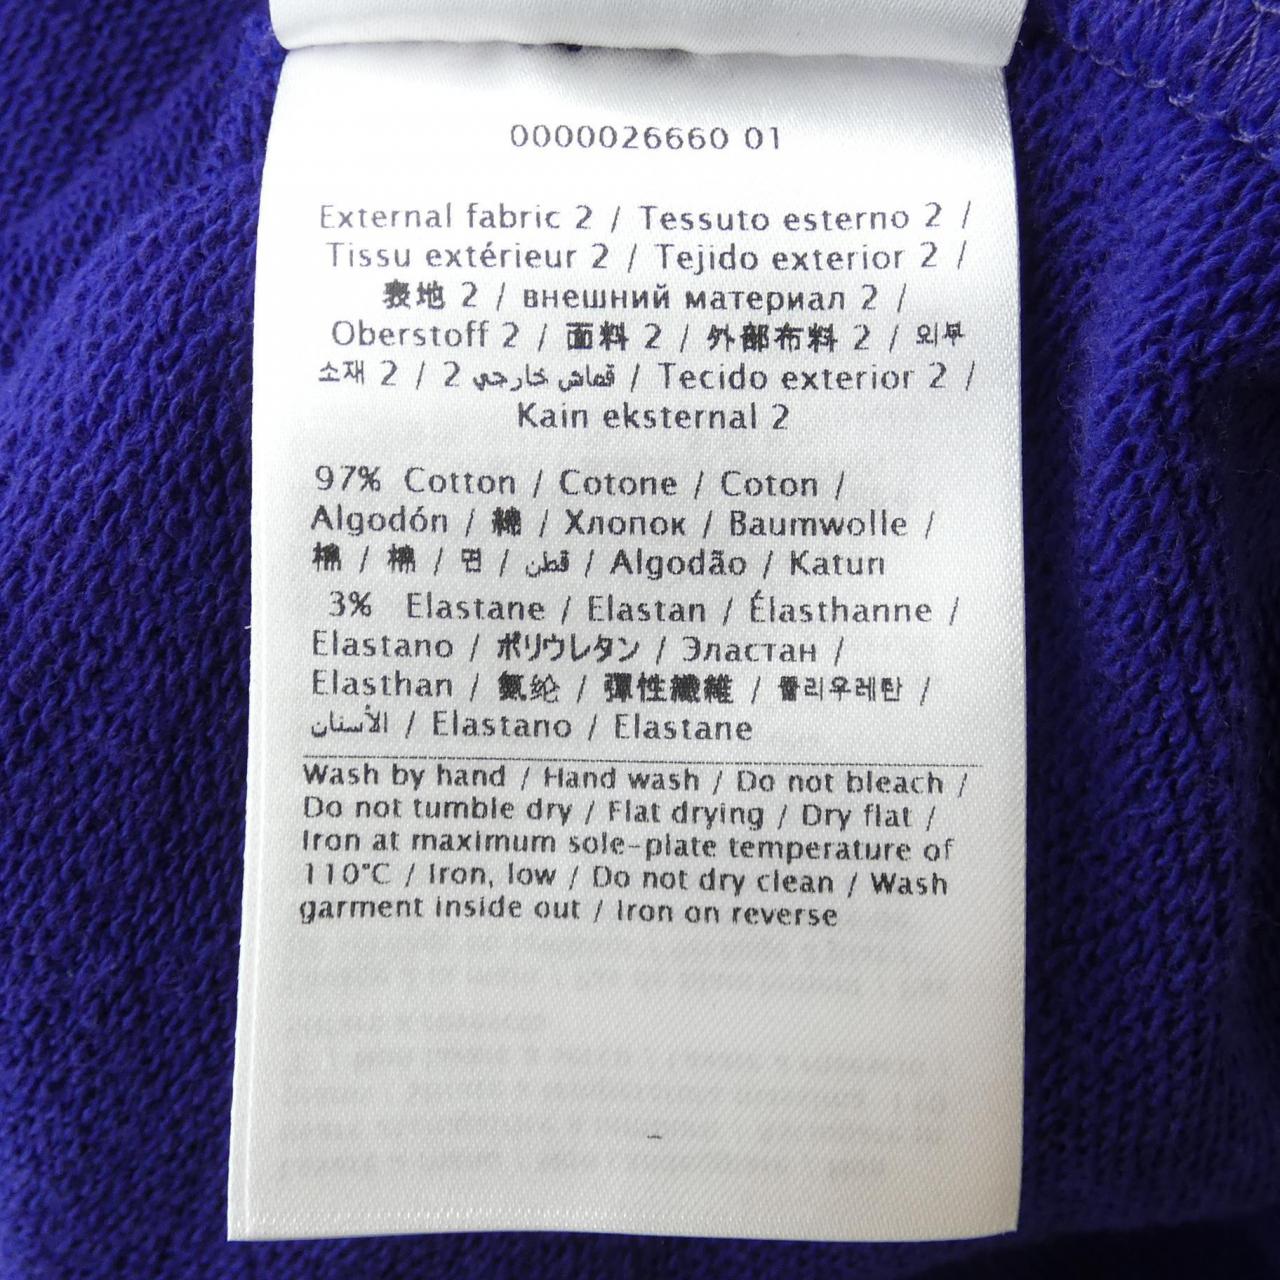 0000026660 01
External fabric 2 / Tessuto esterno 2 /
Tissu extérieur 2 / Tejido exterior 2 /
表地 2 / внешний материал 2 /
Oberstoff 2 / 面料 2 / 外部布料 2 / 외부
소재 2 / 2 قماش خارجي / Tecido exterior 2 /
Kain eksternal 2
97% Cotton / Cotone / Coton /
Algodón / 綿 / Хлопок / Baumwolle /
棉 / 棉 / 면 / قطن / Algodão / Katun
3% Elastane / Elastan / Élasthanne /
Elastano / ポリウレタン / Эластан /
Elasthan / 氨纶 / 彈性纖維 / 폴리우레탄 /
الأستان / Elastano / Elastane
Wash by hand / Hand wash / Do not bleach /
Do not tumble dry / Flat drying / Dry flat /
Iron at maximum sole-plate temperature of
110°C / Iron, low / Do not dry clean / Wash
garment inside out / Iron on reverse